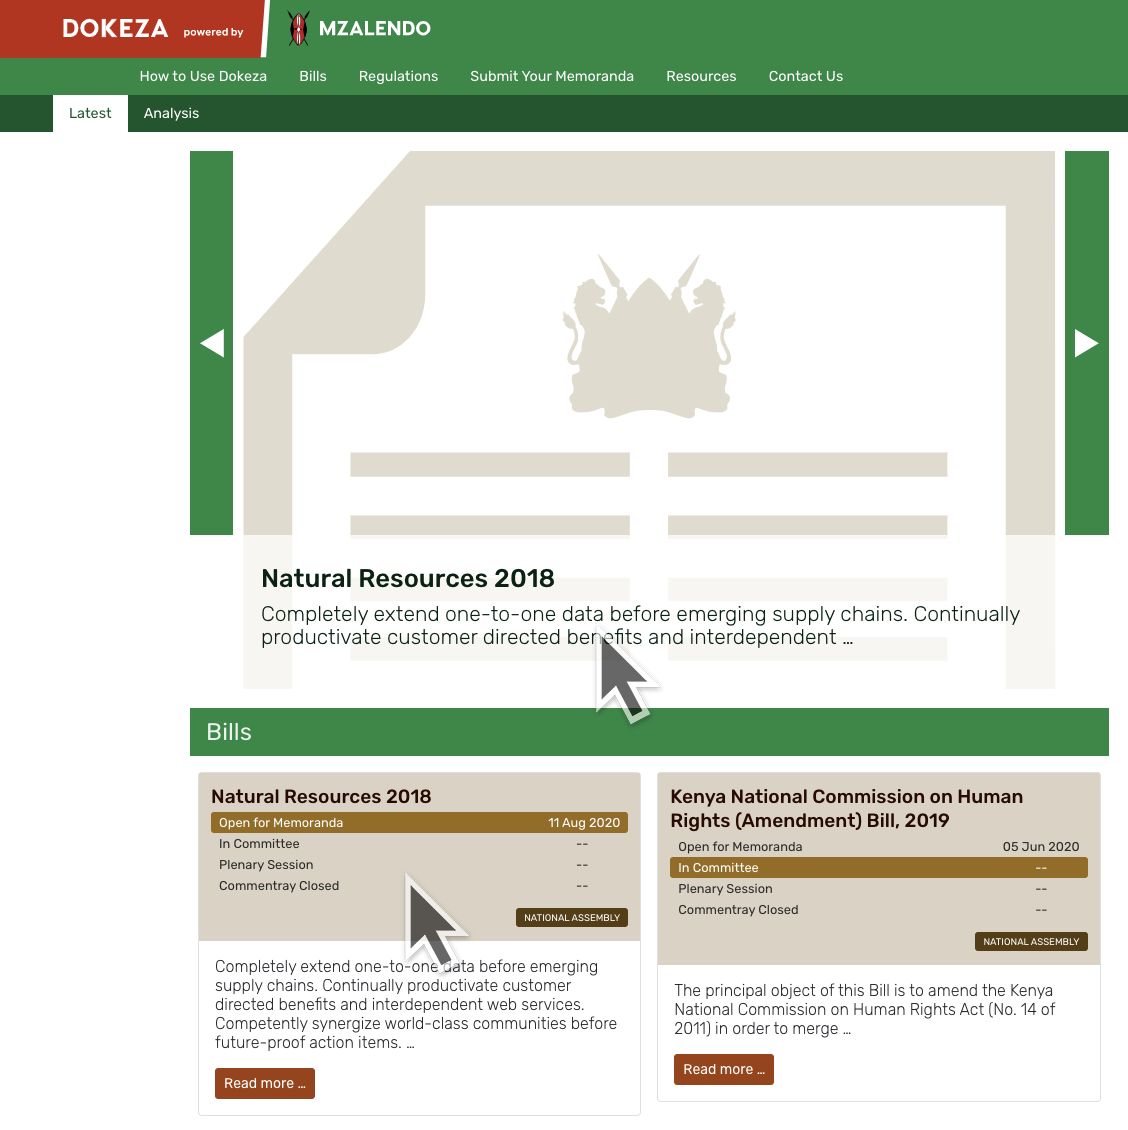 DOKEZA powered by MZALENDO
How to Use Dokeza Bills Regulations Submit Your Memoranda Resources Contact Us
Latest Analysis
Natural Resources 2018
Completely extend one-to-one data before emerging supply chains. Continually
productivate customer directed benefits and interdependent ...
Bills
Natural Resources 2018
Open for Memoranda 11 Aug 2020
In Committee --
Plenary Session --
Commentray Closed --
NATIONAL ASSEMBLY
Completely extend one-to-one data before emerging
supply chains. Continually productivate customer
directed benefits and interdependent web services.
Competently synergize world-class communities before
future-proof action items. ...
Read more ...
Kenya National Commission on Human
Rights (Amendment) Bill, 2019
Open for Memoranda 05 Jun 2020
In Committee --
Plenary Session --
Commentray Closed --
NATIONAL ASSEMBLY
The principal object of this Bill is to amend the Kenya
National Commission on Human Rights Act (No. 14 of
2011) in order to merge ...
Read more ...